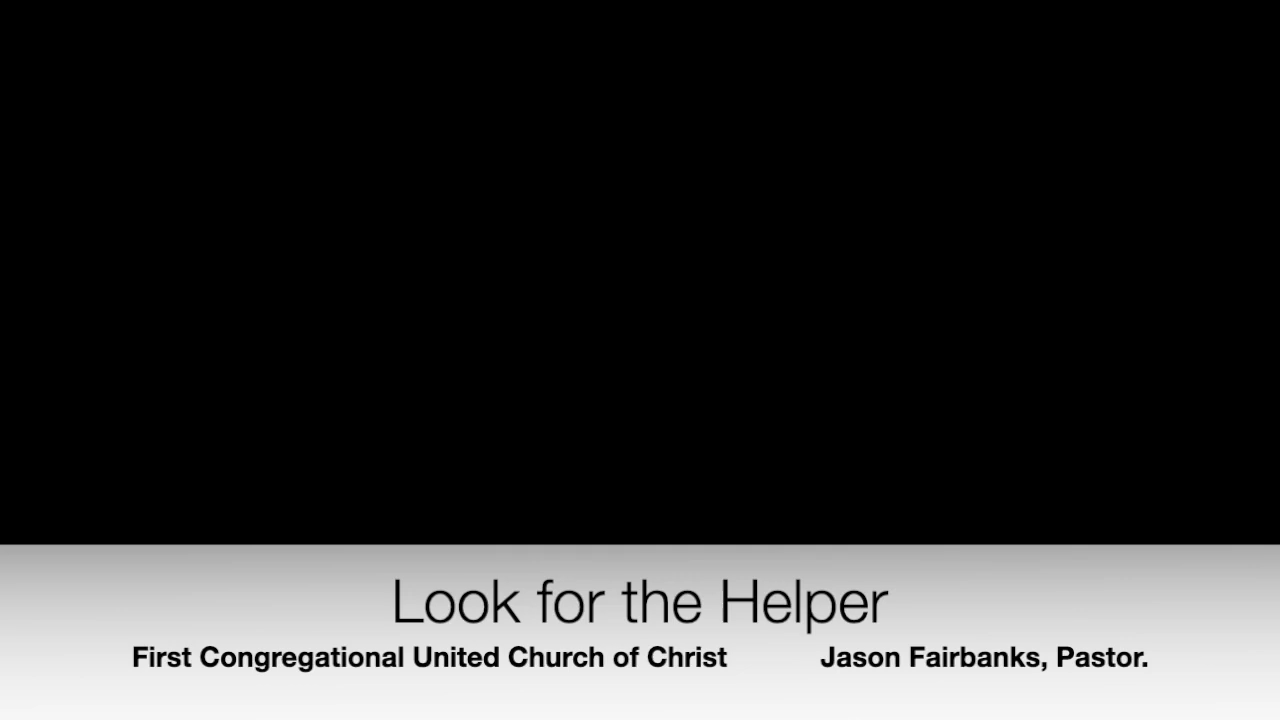 Look for the Helper
First Congregational United Church of Christ Jason Fairbanks, Pastor.